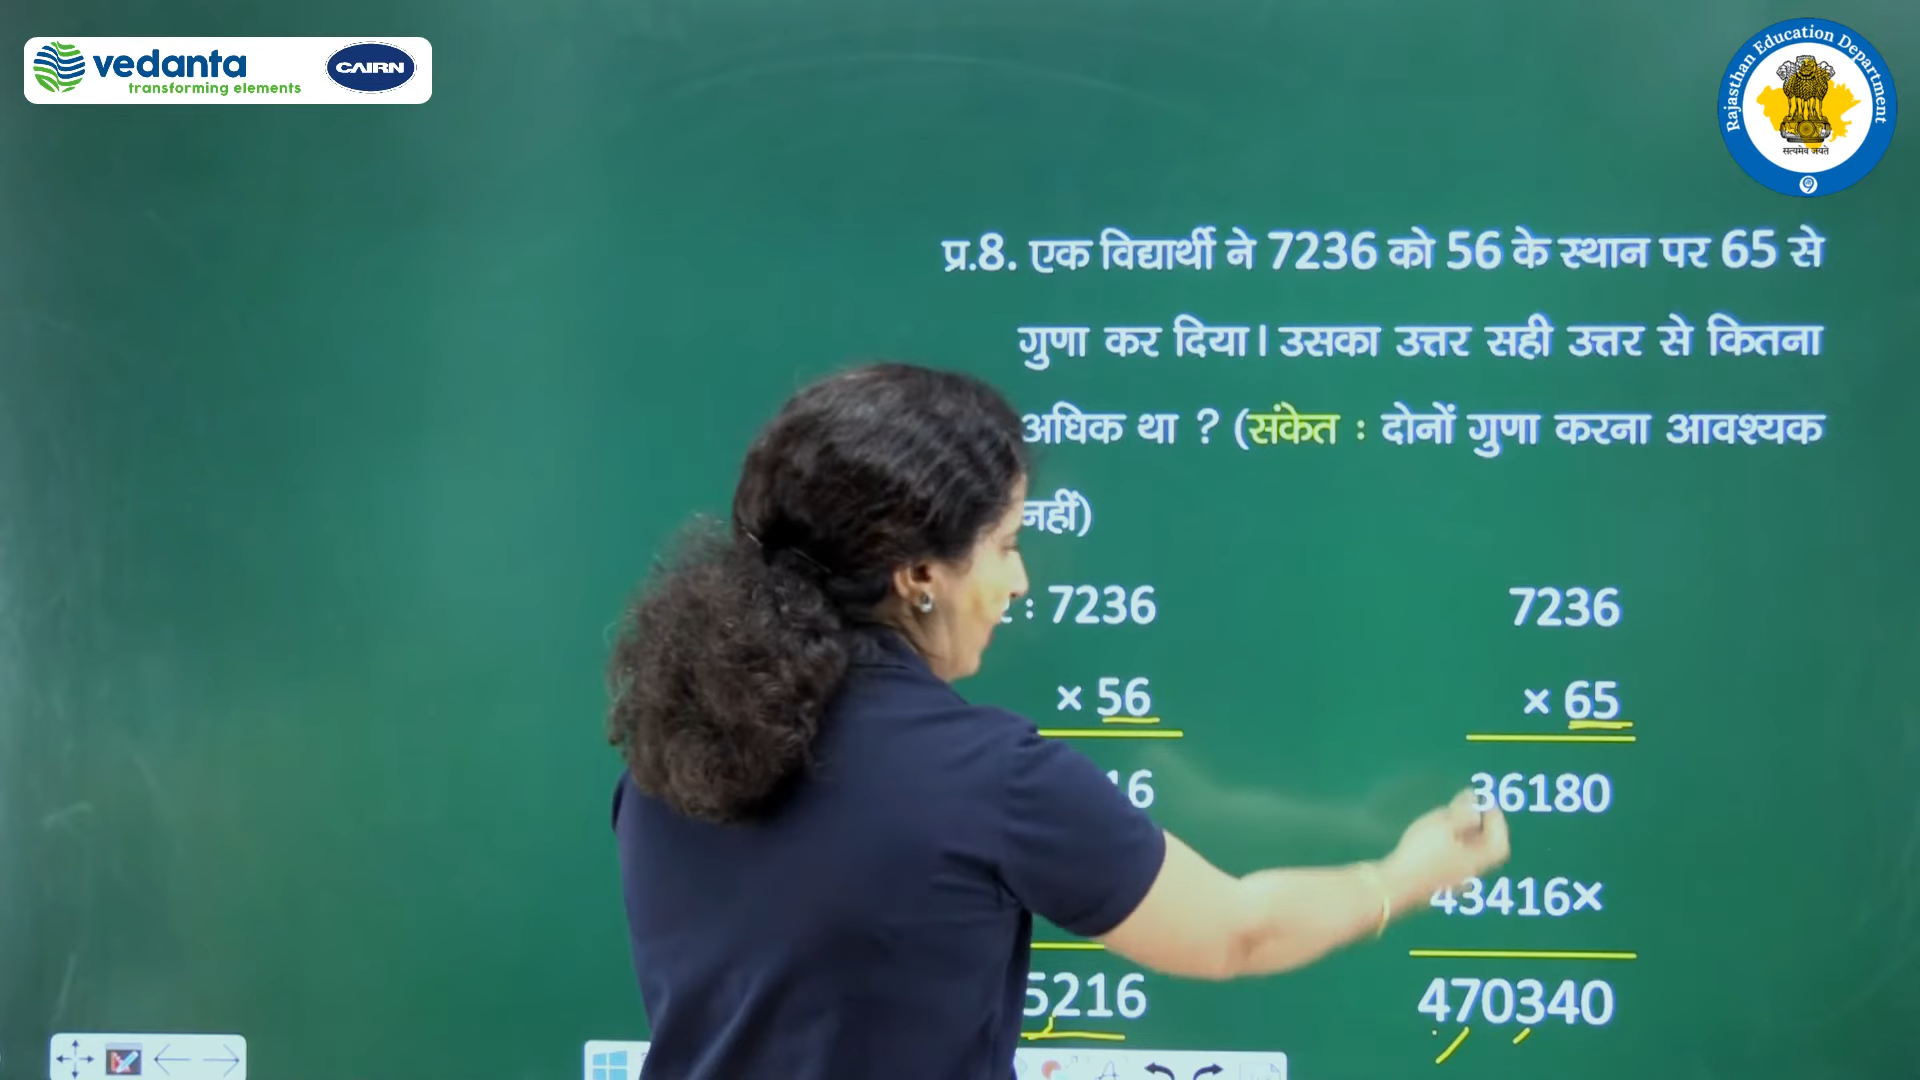 vedanta
transforming elements
CAIRN
Rajasthan Education Department
सत्यमेव जयते
प्र.8. एक विद्यार्थी ने 7236 को 56 के स्थान पर 65 से
गुणा कर दिया। उसका उत्तर सही उत्तर से कितना
अधिक था ? (संकेत : दोनों गुणा करना आवश्यक
नहीं)
: 7236
7236
× 56
× 65
16
36180
43416×
5216
470340